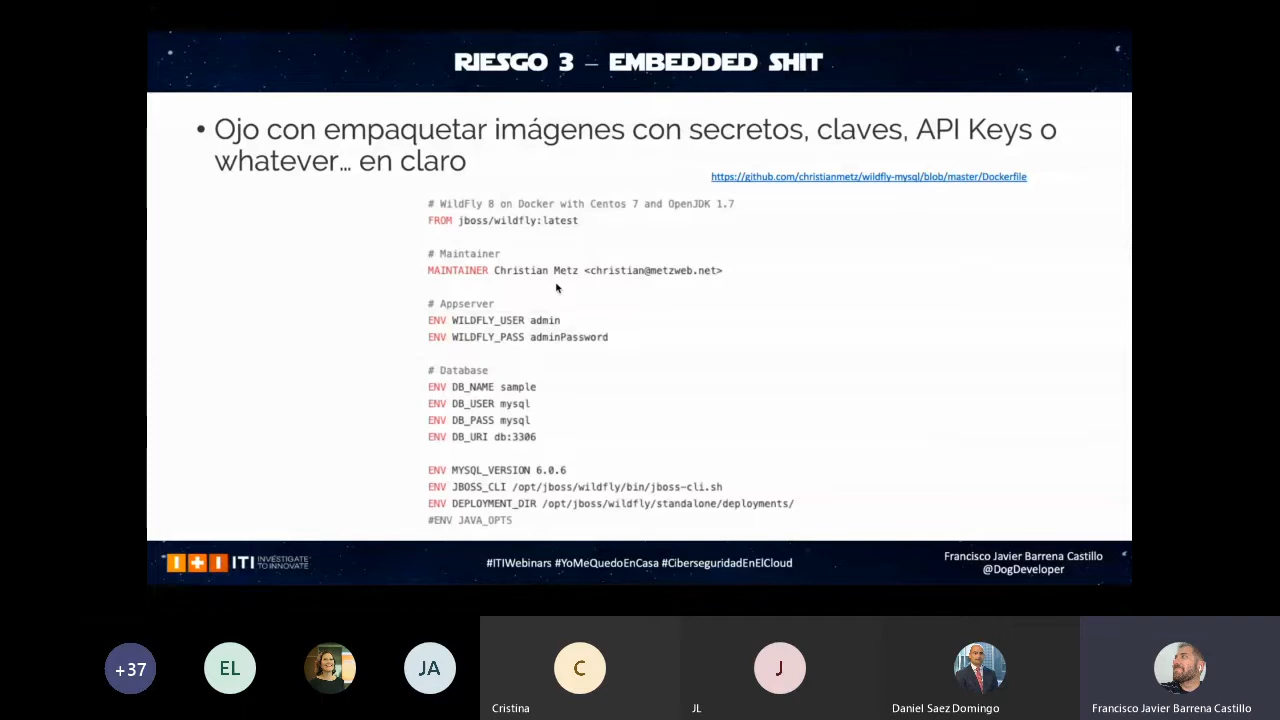 RIESGO 3 – EMBEDDED SHIT
• Ojo con empaquetar imágenes con secretos, claves, API Keys o
whatever… en claro
https://github.com/christianmetz/wildfly-mysql/blob/master/Dockerfile
# WildFly 8 on Docker with Centos 7 and OpenJDK 1.7
FROM jboss/wildfly:latest
# Maintainer
MAINTAINER Christian Metz <christian@metzweb.net>
# Appserver
ENV WILDFLY_USER admin
ENV WILDFLY_PASS adminPassword
# Database
ENV DB_NAME sample
ENV DB_USER mysql
ENV DB_PASS mysql
ENV DB_URI db:3306
ENV MYSQL_VERSION 6.0.6
ENV JBOSS_CLI /opt/jboss/wildfly/bin/jboss-cli.sh
ENV DEPLOYMENT_DIR /opt/jboss/wildfly/standalone/deployments/
#ENV JAVA_OPTS
I+I ITI INVESTIGATE
TO INNOVATE
#ITIWebinars #YoMeQuedoEnCasa #CiberseguridadEnElCloud
Francisco Javier Barrena Castillo
@DogDeveloper
+37
EL
JA
C
J
Cristina
JL
Daniel Saez Domingo
Francisco Javier Barrena Castillo